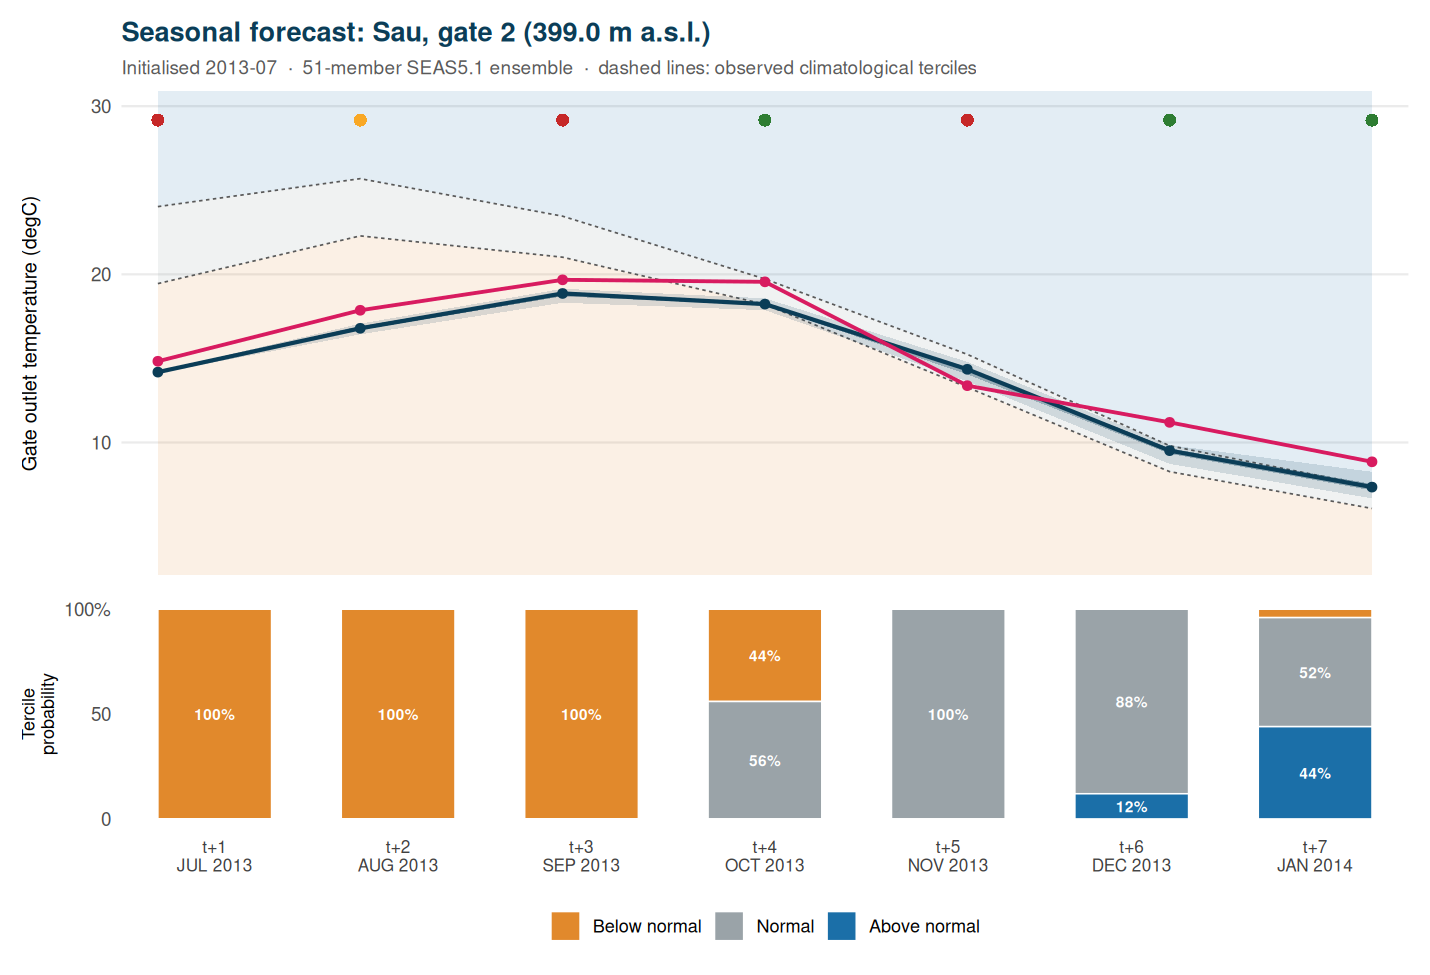 Seasonal forecast: Sau, gate 2 (399.0 m a.s.l.)
Initialised 2013-07 · 51-member SEAS5.1 ensemble · dashed lines: observed climatological terciles
Gate outlet temperature (degC)
30
20
10
Tercile
probability
100%
50
0
100%
100%
100%
44%
56%
100%
88%
12%
52%
44%
t+1
JUL 2013
t+2
AUG 2013
t+3
SEP 2013
t+4
OCT 2013
t+5
NOV 2013
t+6
DEC 2013
t+7
JAN 2014
Below normal
Normal
Above normal